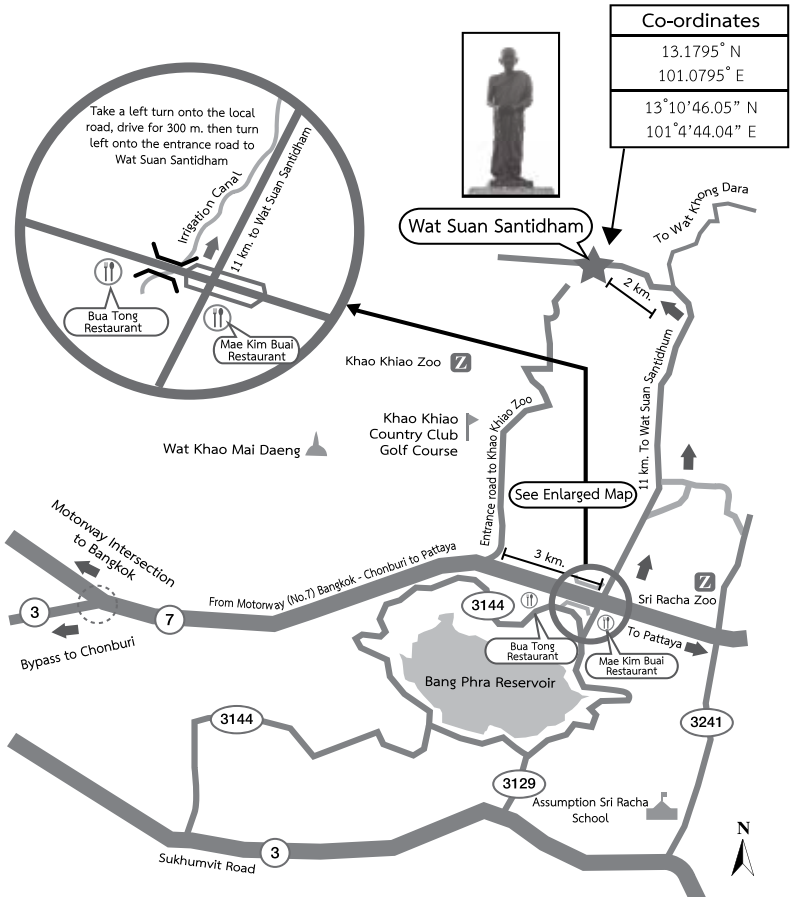 Co-ordinates
13.1795° N
101.0795° E
13°10'46.05" N
101°4'44.04" E
Take a left turn onto the local
road, drive for 300 m. then turn
left onto the entrance road to
Wat Suan Santidham
Irrigation Canal
11 km. to Wat Suan Santidham
Bua Tong
Restaurant
Mae Kim Buai
Restaurant
Wat Suan Santidham
To Wat Khong Dara
2 km.
Khao Khiao Zoo
Z
Khao Khiao
Country Club
Golf Course
Wat Khao Mai Daeng
Entrance road to Khao Khiao Zoo
11 km. To Wat Suan Santidhum
See Enlarged Map
Motorway Intersection
to Bangkok
3 km.
From Motorway (No.7) Bangkok - Chonburi to Pattaya
Z
Sri Racha Zoo
3
7
3144
Bypass to Chonburi
To Pattaya
Bua Tong
Restaurant
Mae Kim Buai
Restaurant
Bang Phra Reservoir
3144
3241
3129
Assumption Sri Racha
School
N
3
Sukhumvit Road